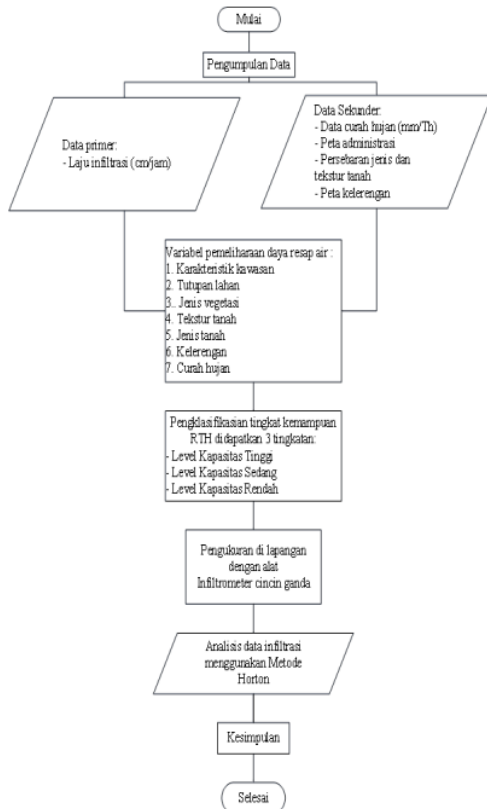 Mulai
Pengumpulan Data
Data primer:
- Laju infiltrasi (cm/jam)
Data Sekunder:
- Data curah hujan (mm/Th)
- Peta administrasi
- Persebaran jenis dan
tekstur tanah
- Peta kelerengan
Variabel pemeliharaan daya resap air :
1. Karakteristik kawasan
2. Tutupan lahan
3.. Jenis vegetasi
4. Tekstur tanah
5. Jenis tanah
6. Kelerengan
7. Curah hujan
Pengklasifikasian tingkat kemampuan
RTH didapatkan 3 tingkatan:
- Level Kapasitas Tinggi
- Level Kapasitas Sedang
- Level Kapasitas Rendah
Pengukuran di lapangan
dengan alat
Infiltrometer cincin ganda
Analisis data infiltrasi
menggunakan Metode
Horton
Kesimpulan
Selesai